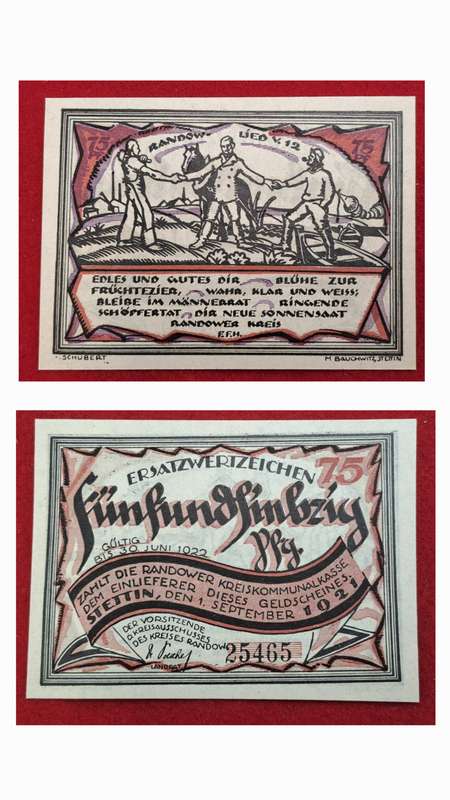 75
RANDOW - LIED V. 12
75
EDLES UND GUTES DIR BLÜHE ZUR
FRÜCHTEZIER, WAHR, KLAR UND WEISS;
BLEIBE IM MÄNNERRAT RINGENDE
SCHÖPFERTAT DIR NEUE SONNENSAAT
RANDOWER KREIS
F.F.H.
SCHUBERT M. BAUCHWITZ, STETTIN
ERSATZWERTZEICHEN 75
Fünfundsiebzig
Pfg.
GÜLTIG
BIS 30 JUNI 1922
ZAHLT DIE RANDOWER KREISKOMMUNALKASSE
DEM EINLIEFERER DIESES GELDSCHEINES,
STETTIN, DEN 1. SEPTEMBER 1921
DER VORSITZENDE
D. KREISAUSSCHUSSES
DES KREISES RANDOW
25465
LANDRAT